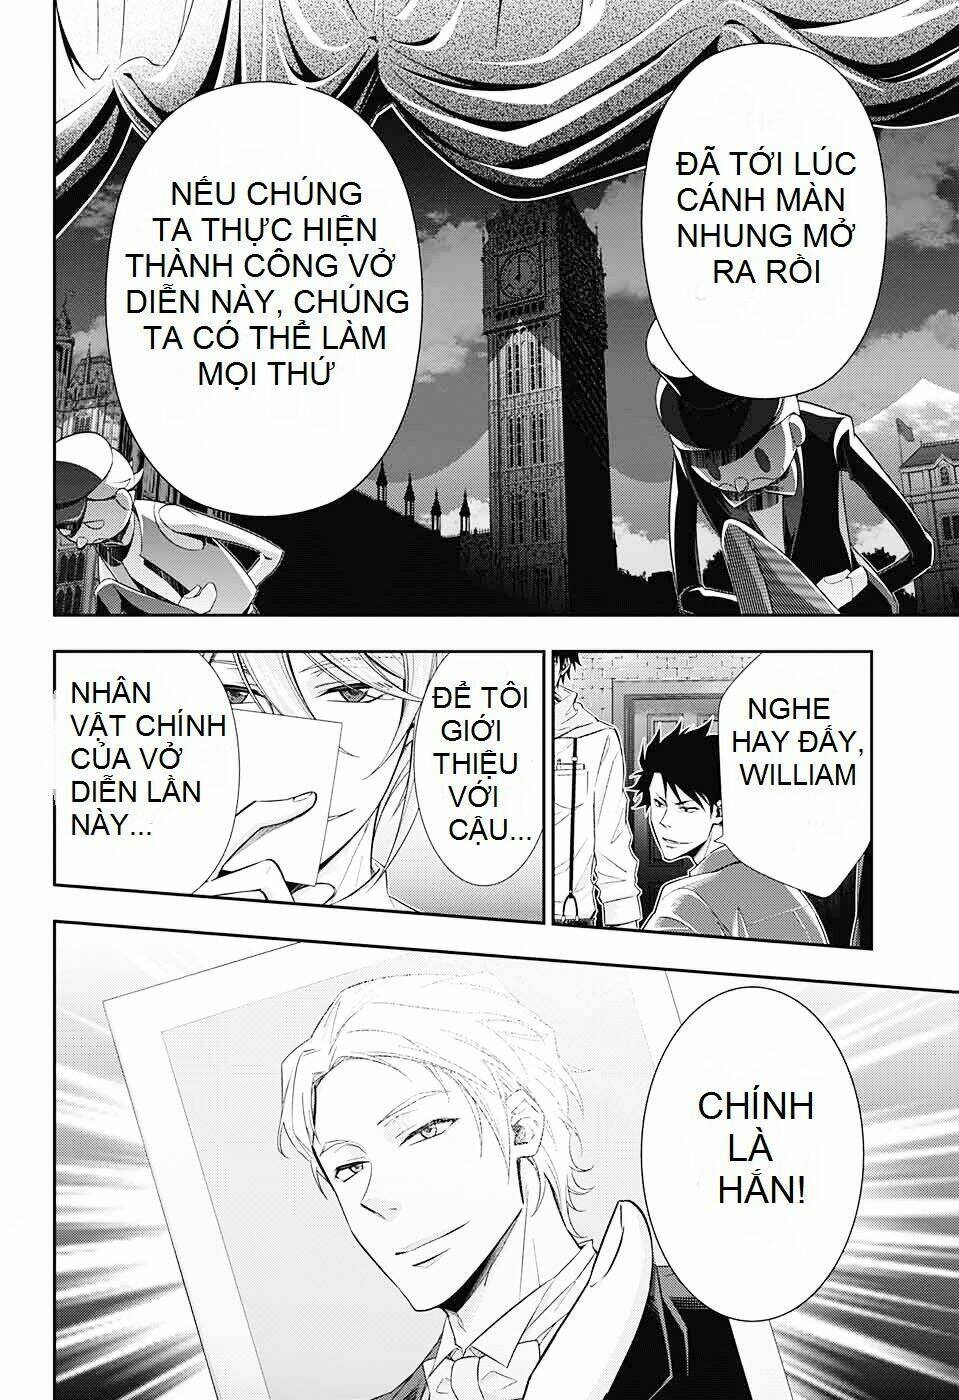 ĐÃ TỚI LÚC
CÁNH MÀN
NHUNG MỞ
RA RỒI
NẾU CHÚNG
TA THỰC HIỆN
THÀNH CÔNG VỞ
DIỄN NÀY, CHÚNG
TA CÓ THỂ LÀM
MỌI THỨ
NGHE
HAY ĐẤY,
WILLIAM
ĐỂ TÔI
GIỚI
THIỆU
VỚI
CẬU...
NHÂN
VẬT CHÍNH
CỦA VỞ
DIỄN LẦN
NÀY...
CHÍNH
LÀ
HẮN!